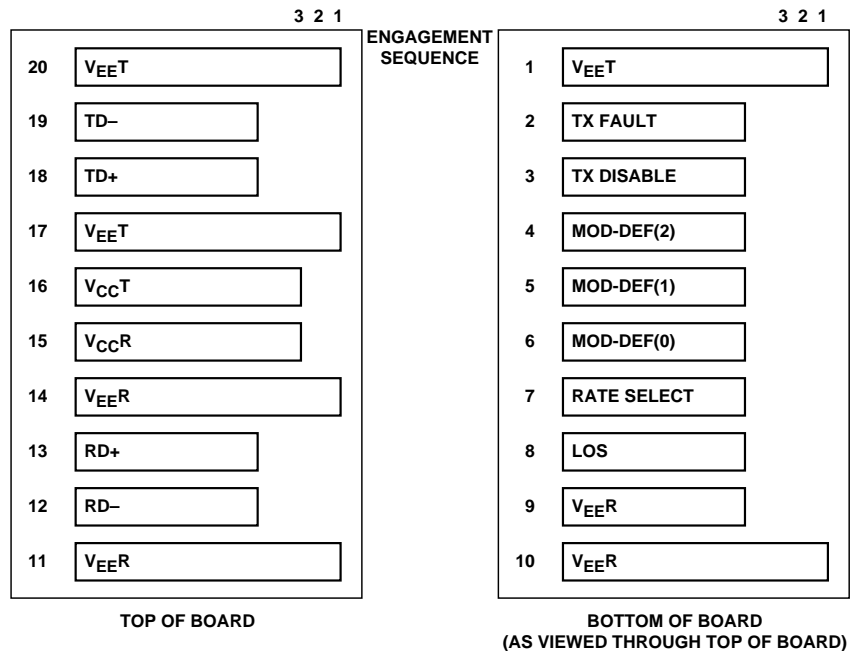 3 2 1
ENGAGEMENT
SEQUENCE
3 2 1
20 VEET
19 TD–
18 TD+
17 VEET
16 VCCT
15 VCCR
14 VEER
13 RD+
12 RD–
11 VEER
TOP OF BOARD
1 VEET
2 TX FAULT
3 TX DISABLE
4 MOD-DEF(2)
5 MOD-DEF(1)
6 MOD-DEF(0)
7 RATE SELECT
8 LOS
9 VEER
10 VEER
BOTTOM OF BOARD
(AS VIEWED THROUGH TOP OF BOARD)